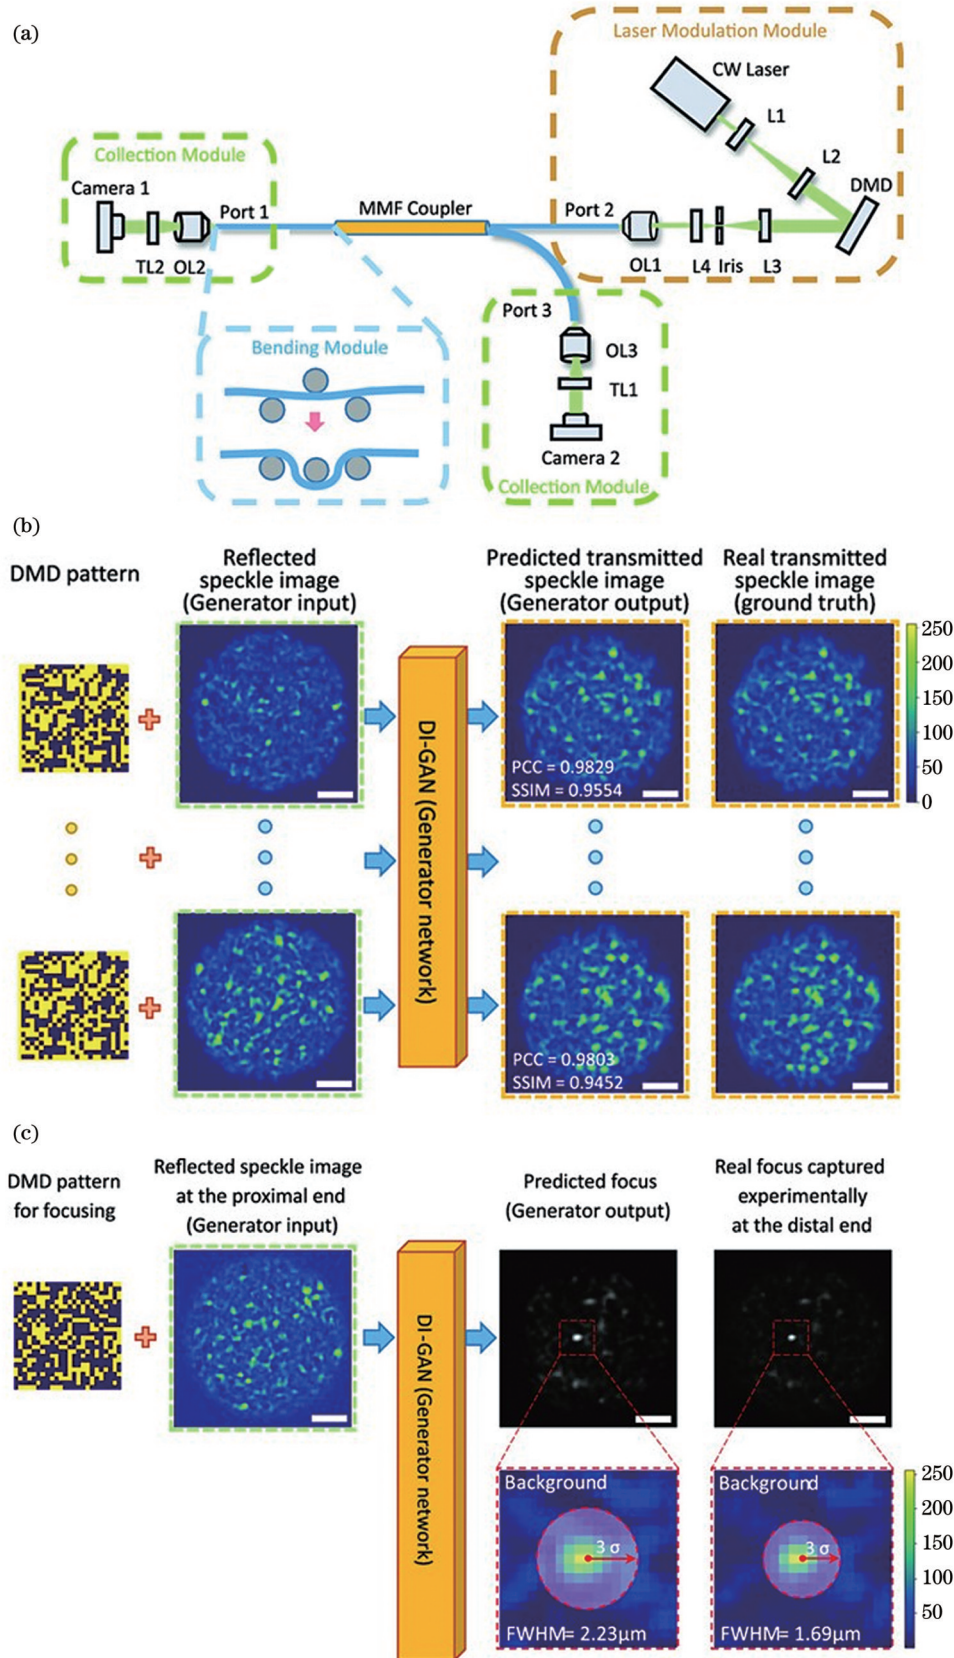 (a)
Laser Modulation Module
CW Laser
L1
L2
DMD
Collection Module
Camera 1
Port 1
MMF Coupler
Port 2
TL2 OL2
OL1
L4 Iris
L3
Port 3
OL3
TL1
Camera 2
Collection Module
Bending Module
(b)
DMD pattern
Reflected
speckle image
(Generator input)
Predicted transmitted
speckle image
(Generator output)
Real transmitted
speckle image
(ground truth)
DI-GAN (Generator network)
PCC = 0.9829
SSIM = 0.9554
250
200
150
100
50
0
PCC = 0.9803
SSIM = 0.9452
(c)
DMD pattern
for focusing
Reflected speckle image
at the proximal end
(Generator input)
Predicted focus
(Generator output)
Real focus captured
experimentally
at the distal end
DI-GAN (Generator network)
Background
3 σ
FWHM= 2.23μm
Background
3 σ
FWHM= 1.69μm
250
200
150
100
50